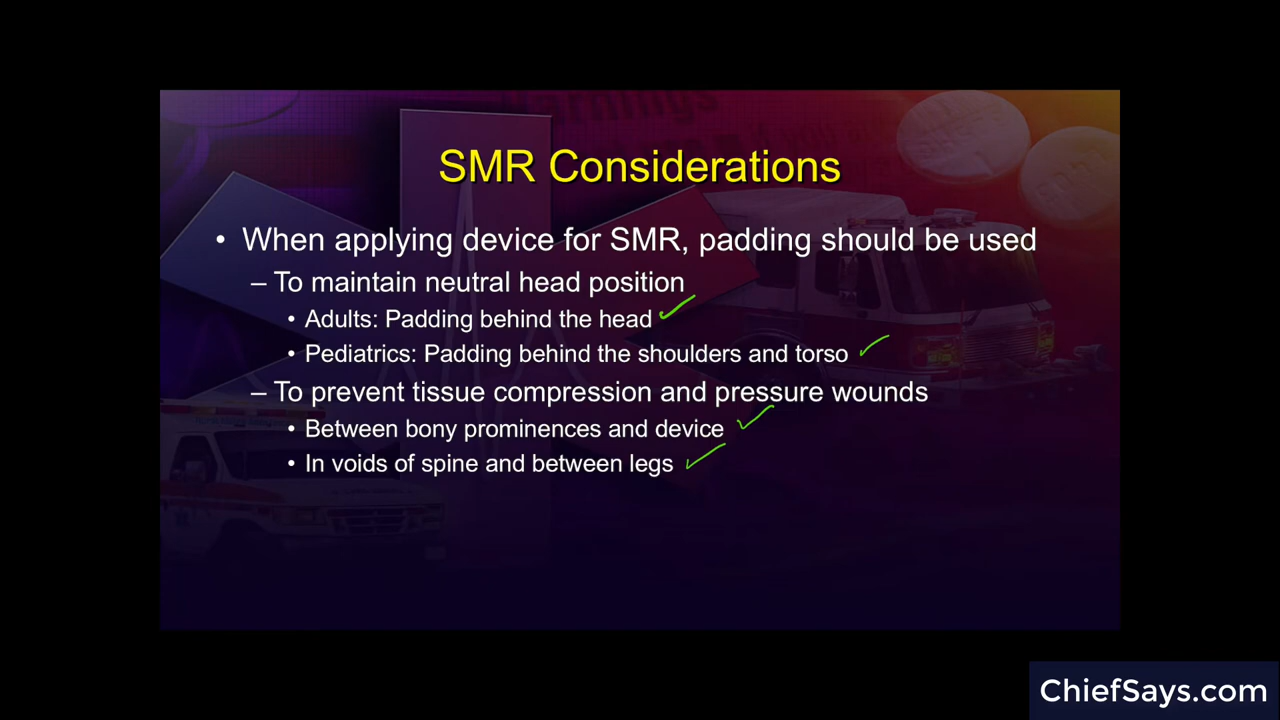 SMR Considerations
• When applying device for SMR, padding should be used
– To maintain neutral head position
• Adults: Padding behind the head
• Pediatrics: Padding behind the shoulders and torso
– To prevent tissue compression and pressure wounds
• Between bony prominences and device
• In voids of spine and between legs
ChiefSays.com